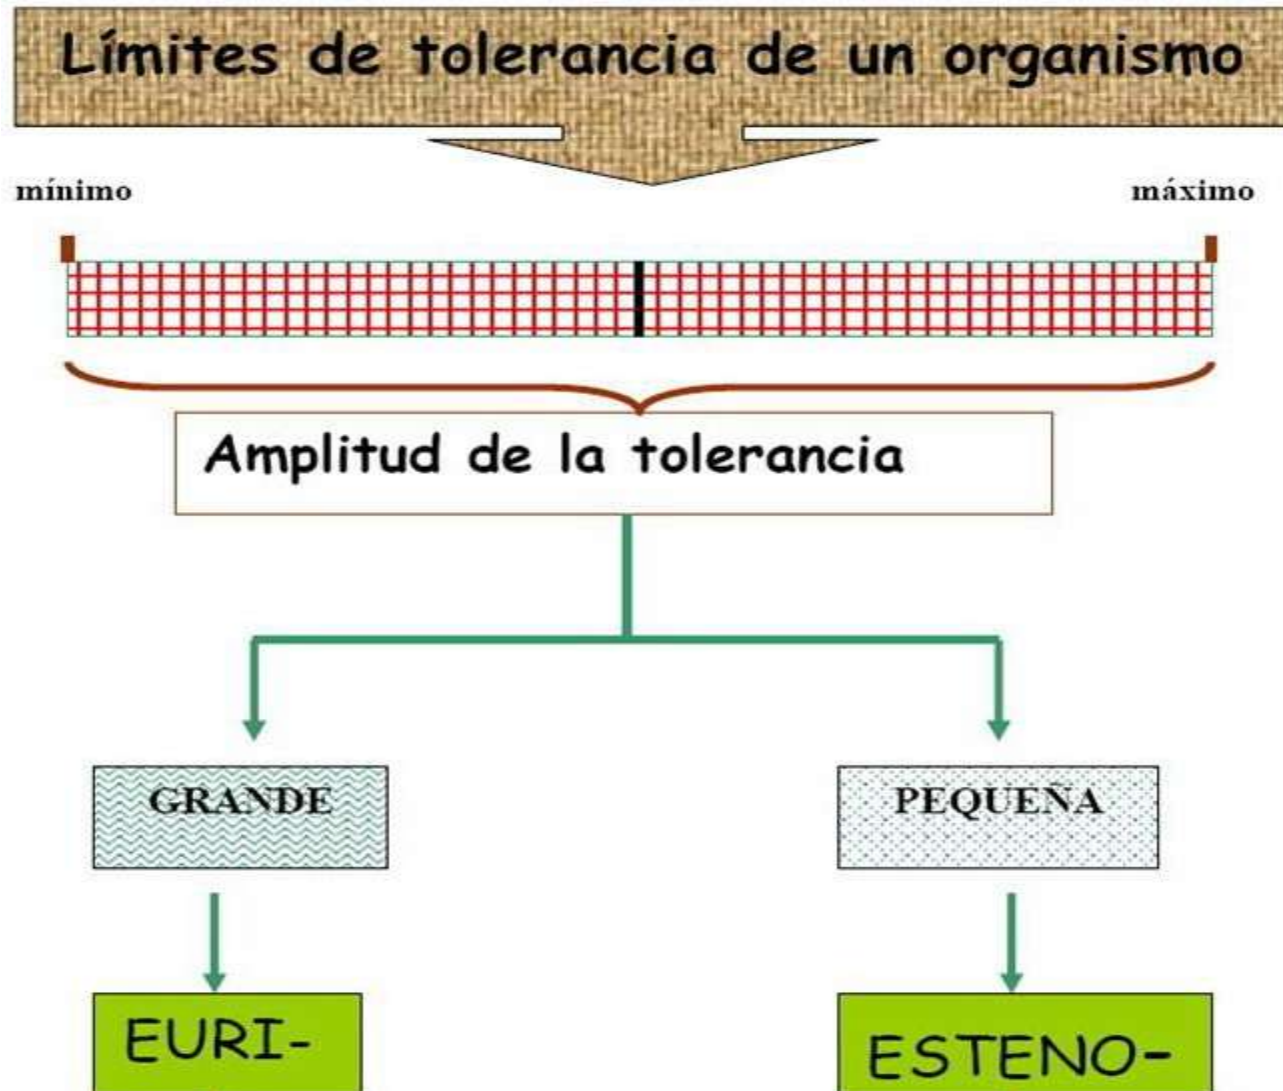 Límites de tolerancia de un organismo
mínimo
máximo
Amplitud de la tolerancia
GRANDE
PEQUEÑA
EURI-
ESTENO-